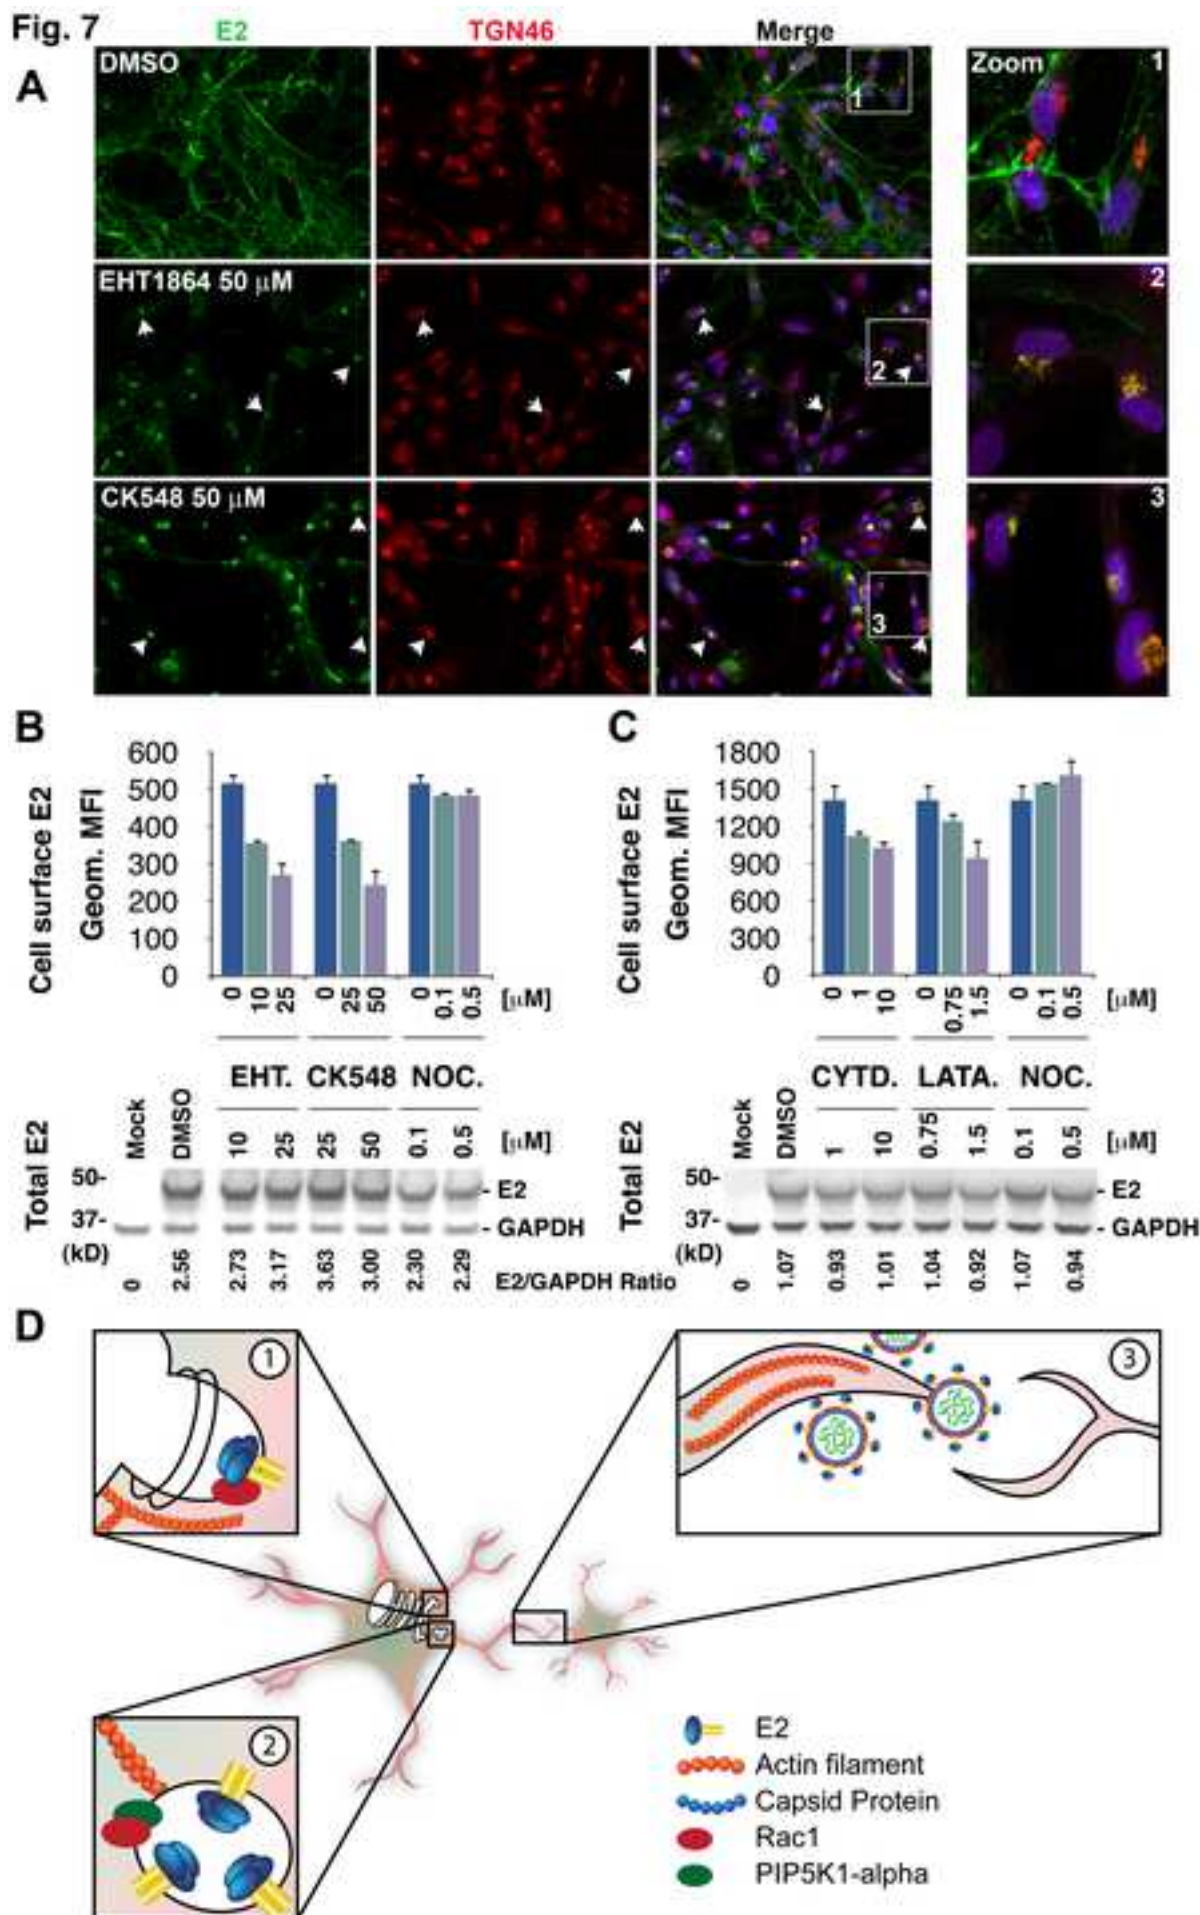 Fig. 7
E2 TGN46 Merge
A
DMSO
1
Zoom 1
EHT1864 50 μM
2
2
CK548 50 μM
3
3
B
Cell surface E2
Geom. MFI
600
500
400
300
200
100
0
0 10 25 0 25 50 0 0.1 0.5 [μM]
EHT. CK548 NOC.
Total E2
Mock DMSO 10 25 25 50 0.1 0.5 [μM]
50-
- E2
37-
- GAPDH
(kD)
0 2.56 2.73 3.17 3.63 3.00 2.30 2.29 E2/GAPDH Ratio
C
Cell surface E2
Geom. MFI
1800
1500
1200
900
600
300
0
0 1 10 0 0.75 1.5 0 0.1 0.5 [μM]
CYTD. LATA. NOC.
Total E2
Mock DMSO 1 10 0.75 1.5 0.1 0.5 [μM]
50-
- E2
37-
- GAPDH
(kD)
0 1.07 0.93 1.01 1.04 0.92 1.07 0.94
D
1
3
2
E2
Actin filament
Capsid Protein
Rac1
PIP5K1-alpha